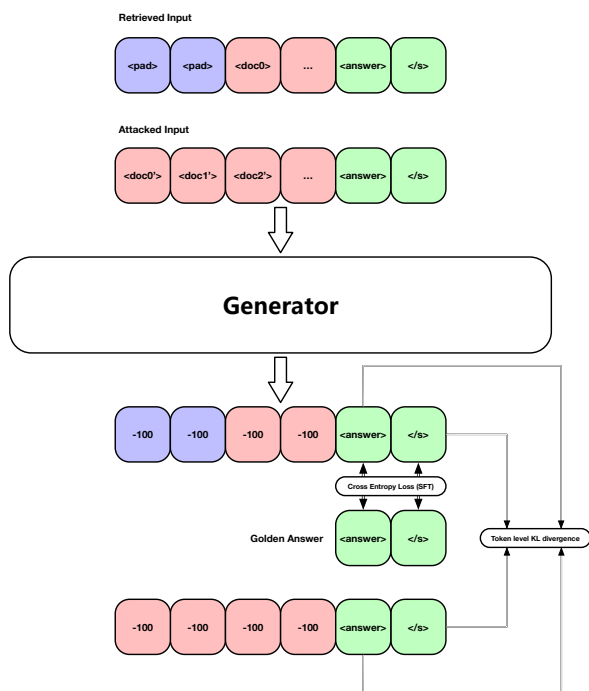 Retrieved Input
<pad> <pad> <doc0> ... <answer> </s>
Attacked Input
<doc0'> <doc1'> <doc2'> ... <answer> </s>
Generator
-100 -100 -100 -100 <answer> </s>
Cross Entropy Loss (SFT)
Golden Answer <answer> </s>
Token level KL divergence
-100 -100 -100 -100 <answer> </s>